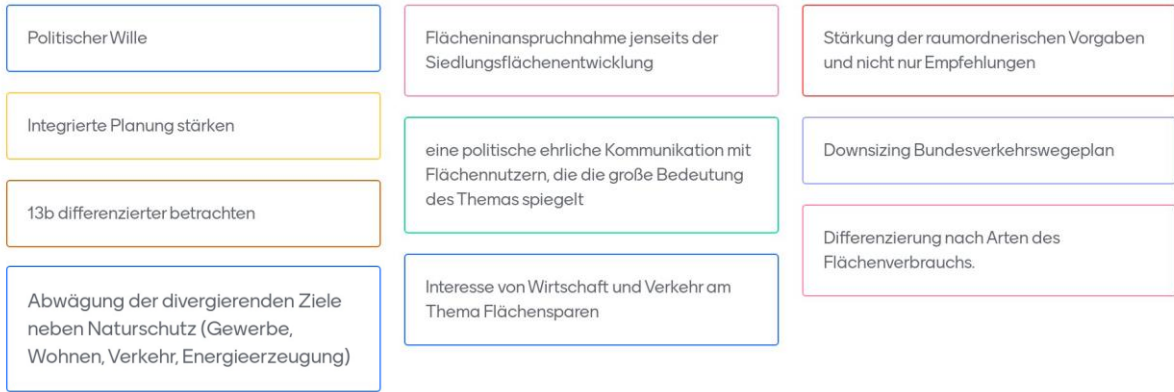 Politischer Wille
Integrierte Planung stärken
13b differenzierter betrachten
Abwägung der divergierenden Ziele
neben Naturschutz (Gewerbe,
Wohnen, Verkehr, Energieerzeugung)
Flächeninanspruchnahme jenseits der
Siedlungsflächenentwicklung
eine politische ehrliche Kommunikation mit
Flächennutzern, die die große Bedeutung
des Themas spiegelt
Interesse von Wirtschaft und Verkehr am
Thema Flächensparen
Stärkung der raumordnerischen Vorgaben
und nicht nur Empfehlungen
Downsizing Bundesverkehrswegeplan
Differenzierung nach Arten des
Flächenverbrauchs.